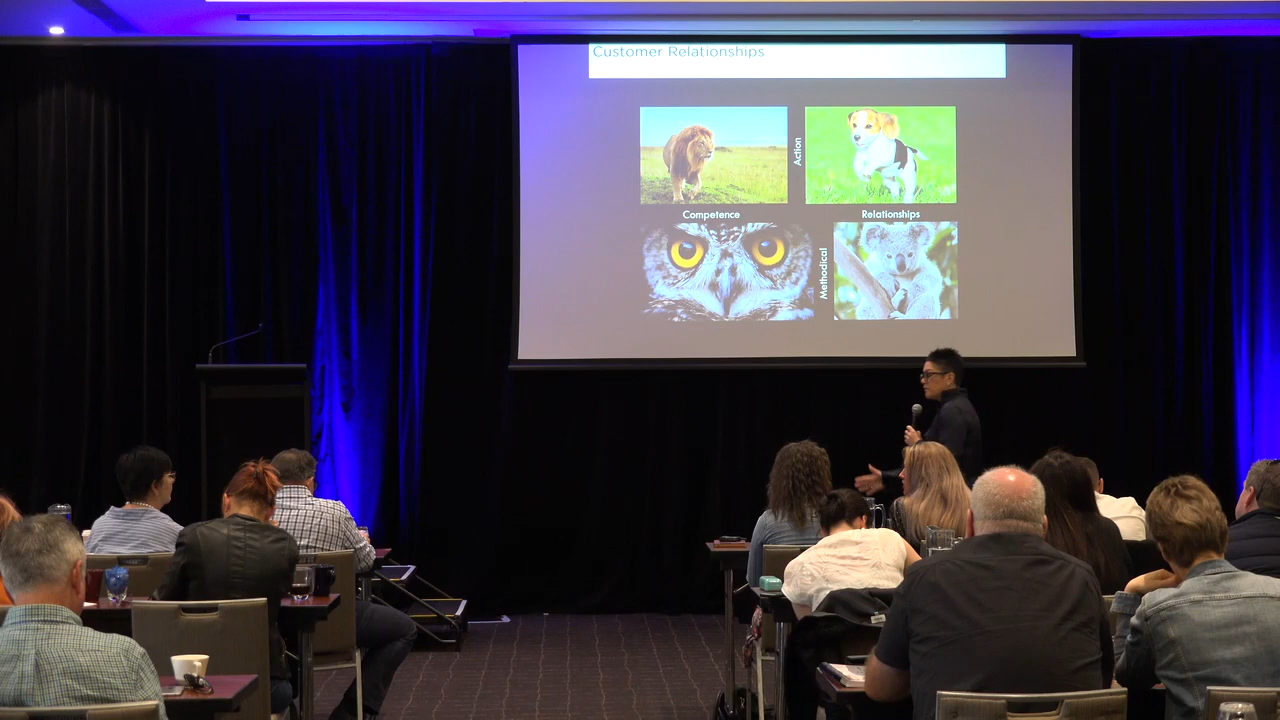 Customer Relationships
Action
Competence
Relationships
Methodical